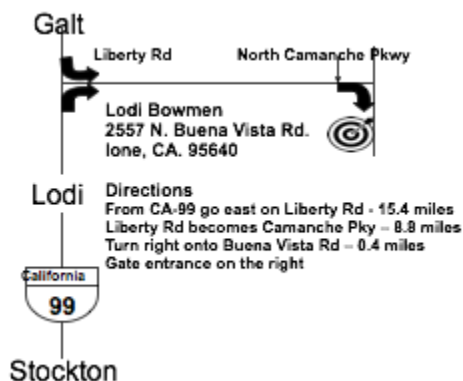 Galt
Liberty Rd
North Camanche Pkwy
Lodi Bowmen
2557 N. Buena Vista Rd.
Ione, CA. 95640
Lodi
Directions
From CA-99 go east on Liberty Rd - 15.4 miles
Liberty Rd becomes Camanche Pky – 8.8 miles
Turn right onto Buena Vista Rd – 0.4 miles
Gate entrance on the right
California
99
Stockton